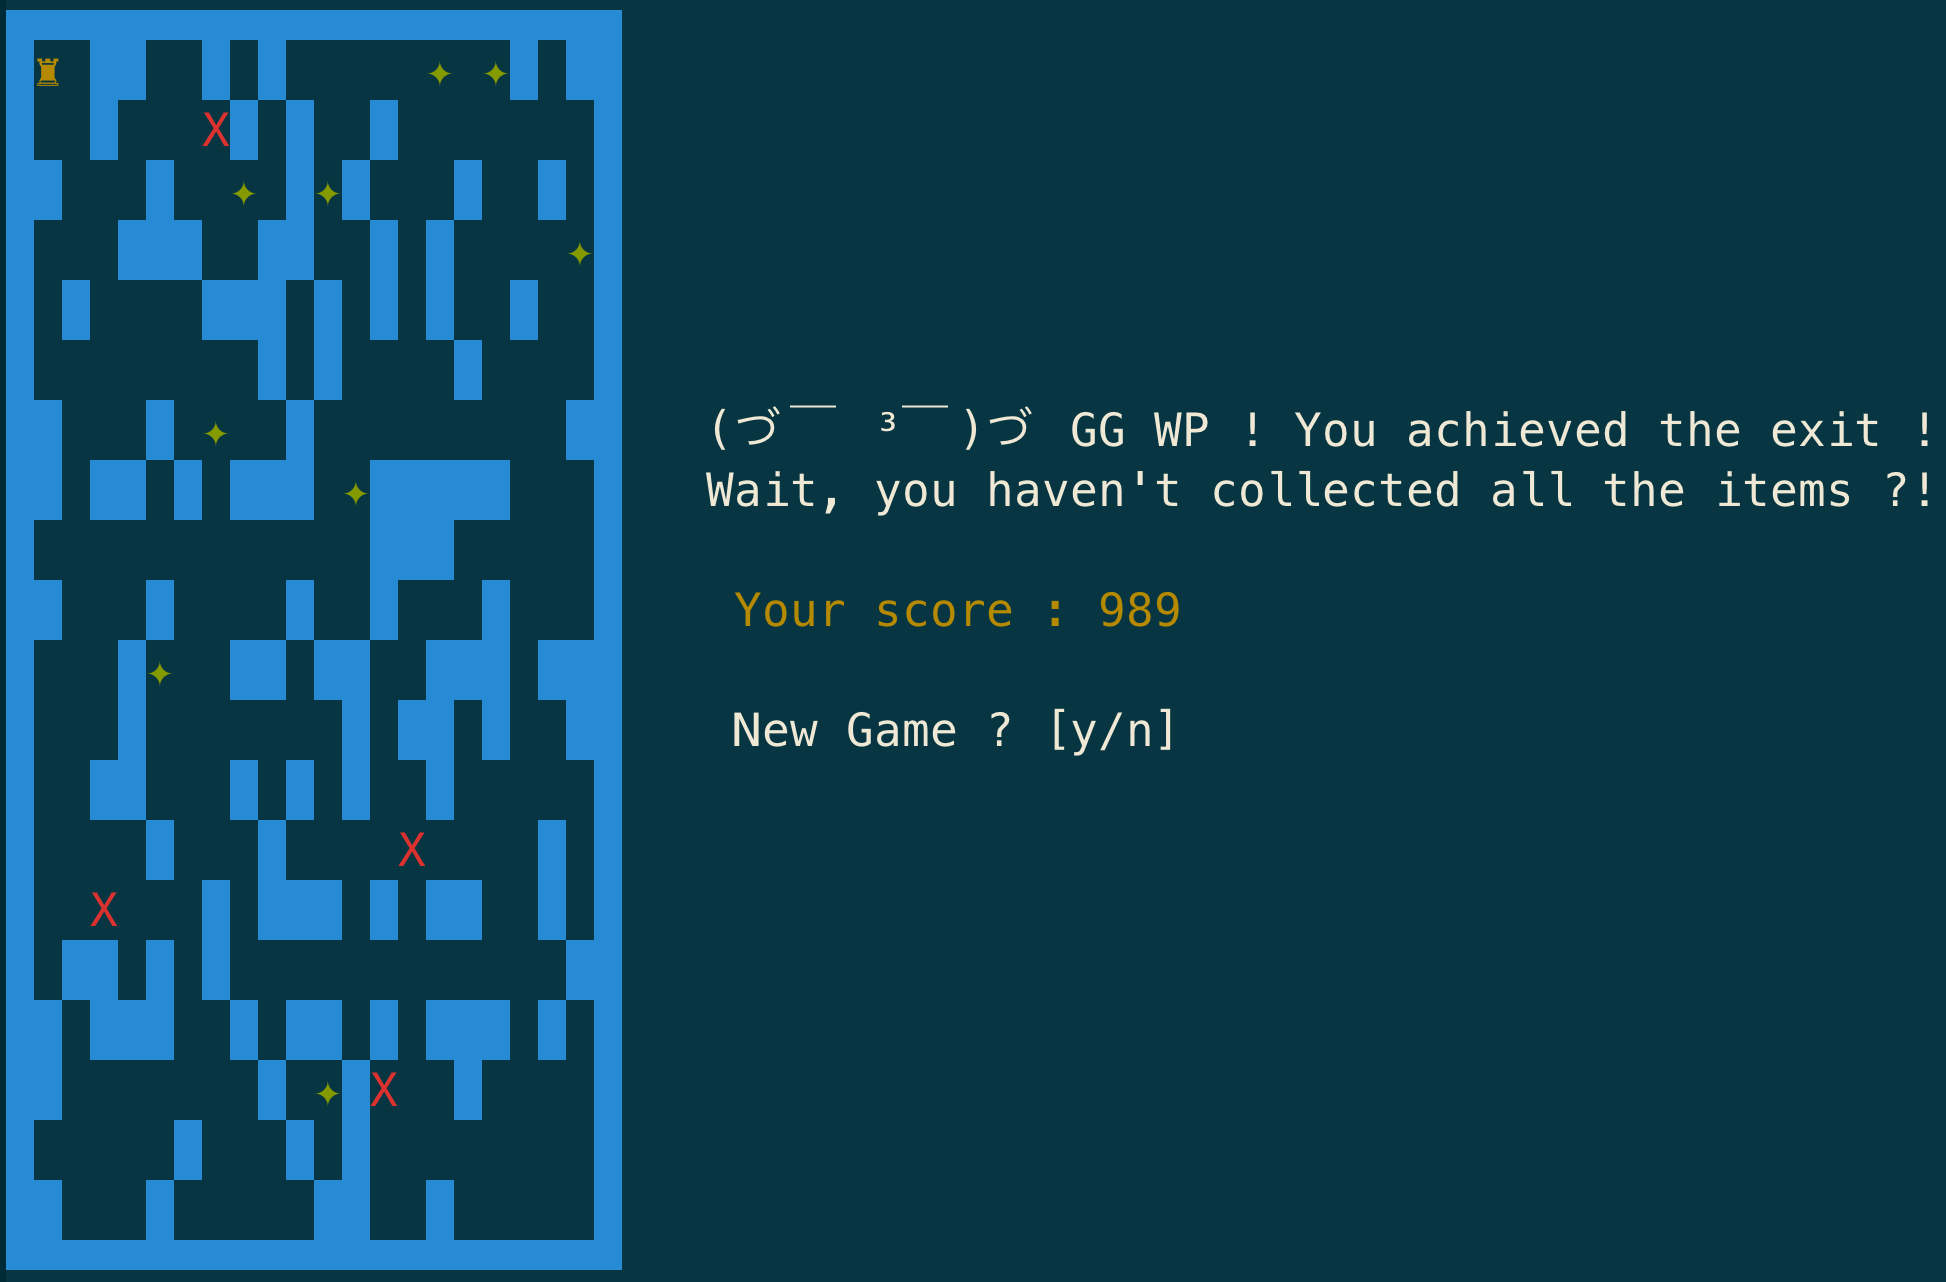 ♜
✦ ✦
X
✦ ✦
✦
✦
✦
✦
X
X
✦ X
(づ￣ ³￣)づ GG WP ! You achieved the exit !
Wait, you haven't collected all the items ?!
Your score : 989
New Game ? [y/n]